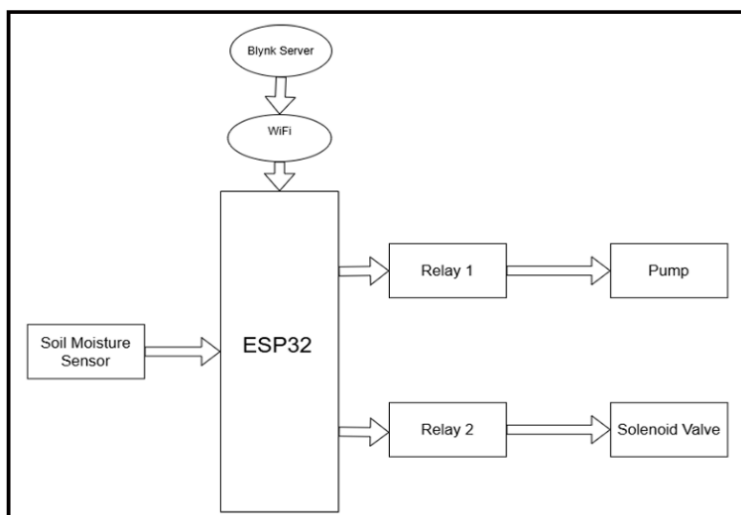 Blynk Server
WiFi
Relay 1
Pump
Soil Moisture
Sensor
ESP32
Relay 2
Solenoid Valve